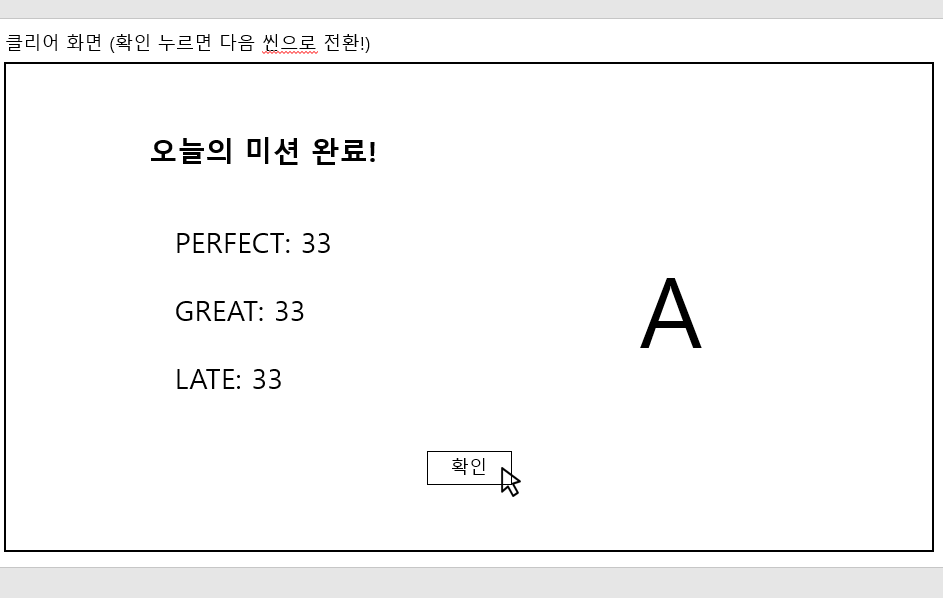 클리어 화면 (확인 누르면 다음 씬으로 전환!)
오늘의 미션 완료!
PERFECT: 33
GREAT: 33
LATE: 33
A
확인